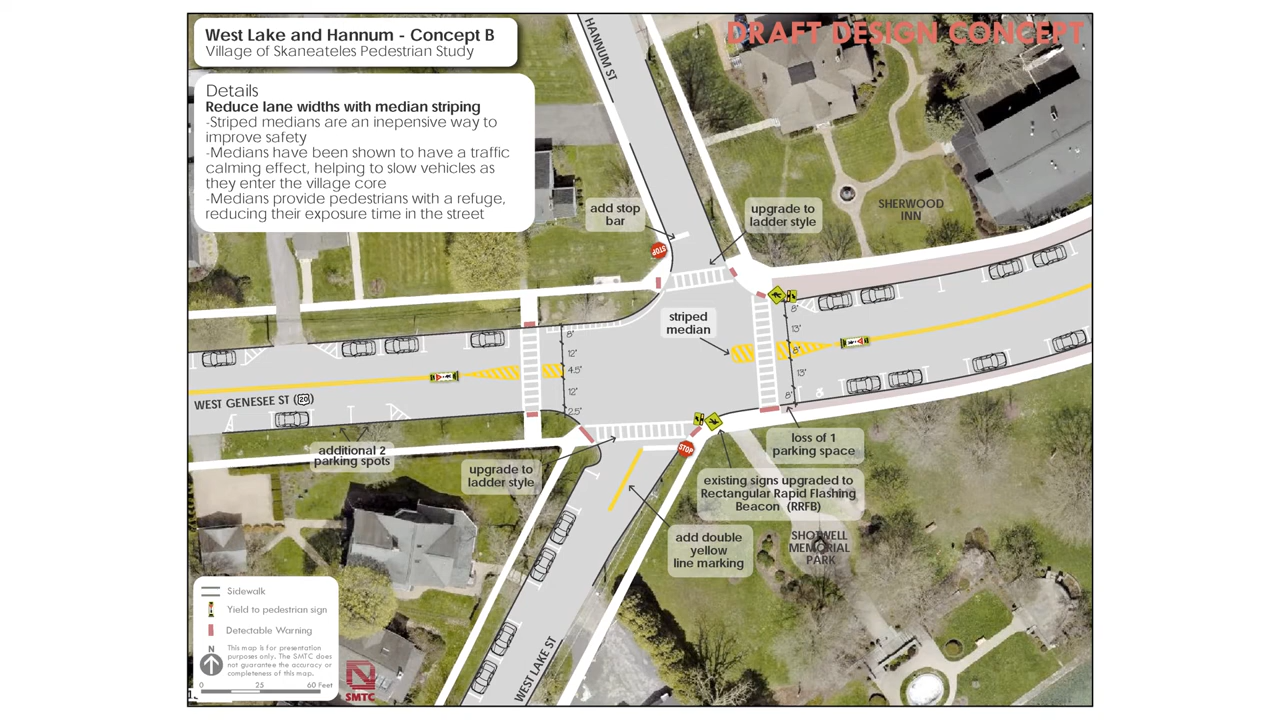 West Lake and Hannum - Concept B
Village of Skaneateles Pedestrian Study
DRAFT DESIGN CONCEPT
HANNUM ST
Details
Reduce lane widths with median striping
-Striped medians are an inepensive way to
improve safety
-Medians have been shown to have a traffic
calming effect, helping to slow vehicles as
they enter the village core
-Medians provide pedestrians with a refuge,
reducing their exposure time in the street
add stop
bar
upgrade to
ladder style
SHERWOOD
INN
STOP
striped
median
8'
12'
4.5'
12'
2.5'
8'
13'
8'
13'
8'
WEST GENESEE ST (20)
additional 2
parking spots
upgrade to
ladder style
STOP
loss of 1
parking space
existing signs upgraded to
Rectangular Rapid Flashing
Beacon (RRFB)
add double
yellow
line marking
SHOTWELL
MEMORIAL
PARK
WEST LAKE ST
Sidewalk
Yield to pedestrian sign
Detectable Warning
N
This map is for presentation
purposes only. The SMTC does
not guarantee the accuracy or
completeness of this map.
0 25 60 Feet
SMTC